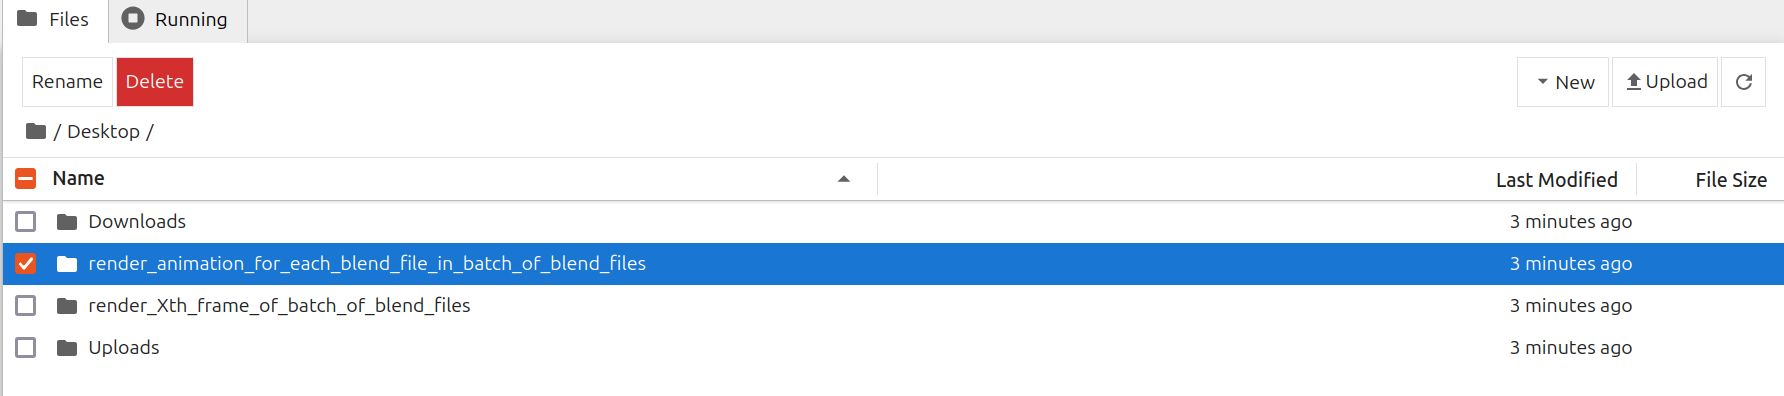 Files Running
Rename Delete New Upload
/ Desktop /
Name Last Modified File Size
Downloads 3 minutes ago
render_animation_for_each_blend_file_in_batch_of_blend_files 3 minutes ago
render_Xth_frame_of_batch_of_blend_files 3 minutes ago
Uploads 3 minutes ago